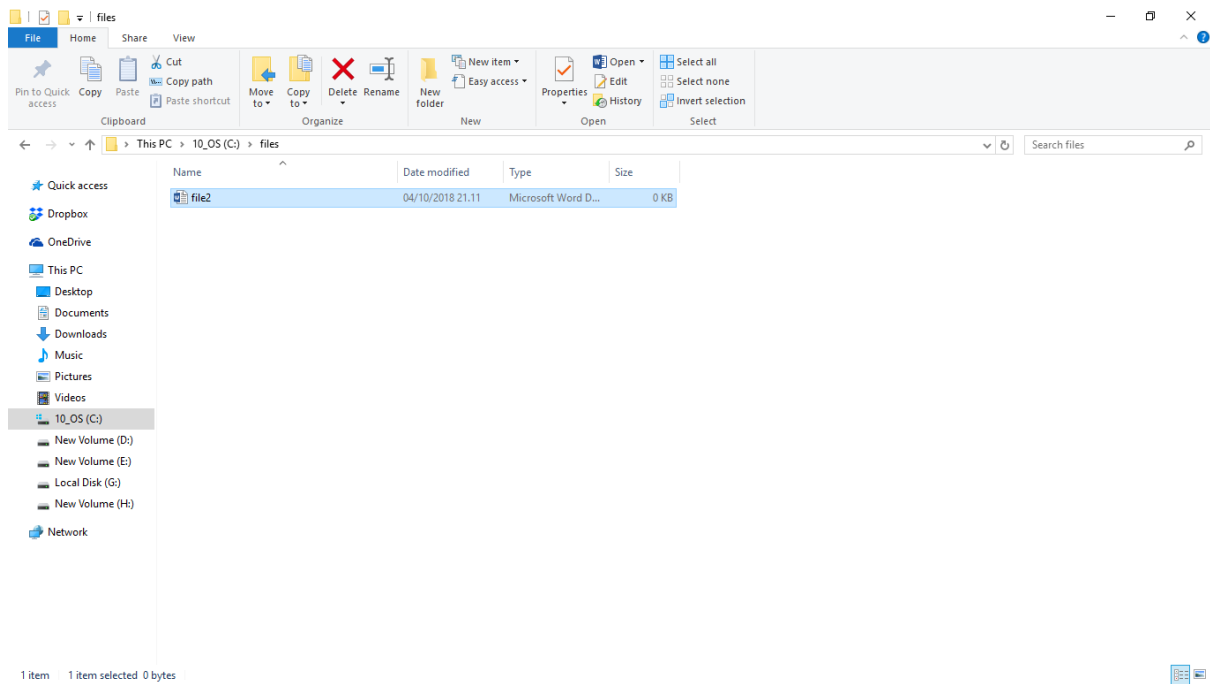 files
File Home Share View
Pin to Quick access
Copy
Paste
Cut
Copy path
Paste shortcut
Clipboard
Move to
Copy to
Delete
Rename
Organize
New folder
New item
Easy access
New
Properties
Open
Edit
History
Open
Select all
Select none
Invert selection
Select
This PC > 10_OS (C:) > files
Search files
Name Date modified Type Size
file2 04/10/2018 21.11 Microsoft Word D... 0 KB
Quick access
Dropbox
OneDrive
This PC
Desktop
Documents
Downloads
Music
Pictures
Videos
10_OS (C:)
New Volume (D:)
New Volume (E:)
Local Disk (G:)
New Volume (H:)
Network
1 item 1 item selected 0 bytes